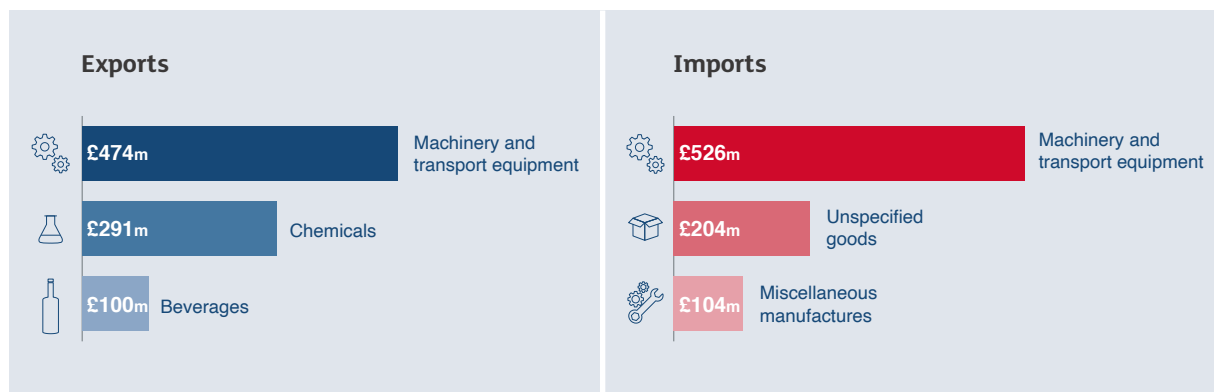 Exports
£474m
Machinery and
transport equipment
£291m
Chemicals
£100m
Beverages
Imports
£526m
Machinery and
transport equipment
£204m
Unspecified
goods
£104m
Miscellaneous
manufactures